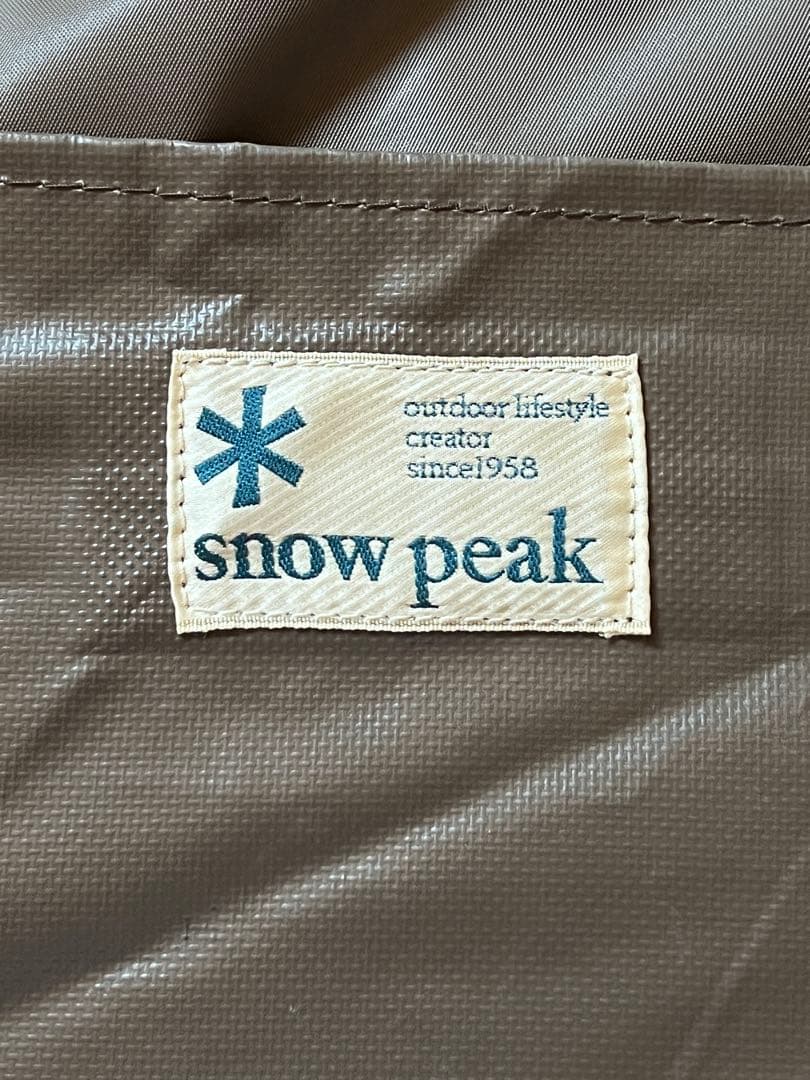 outdoor lifestyle
creator
since1958
snow peak